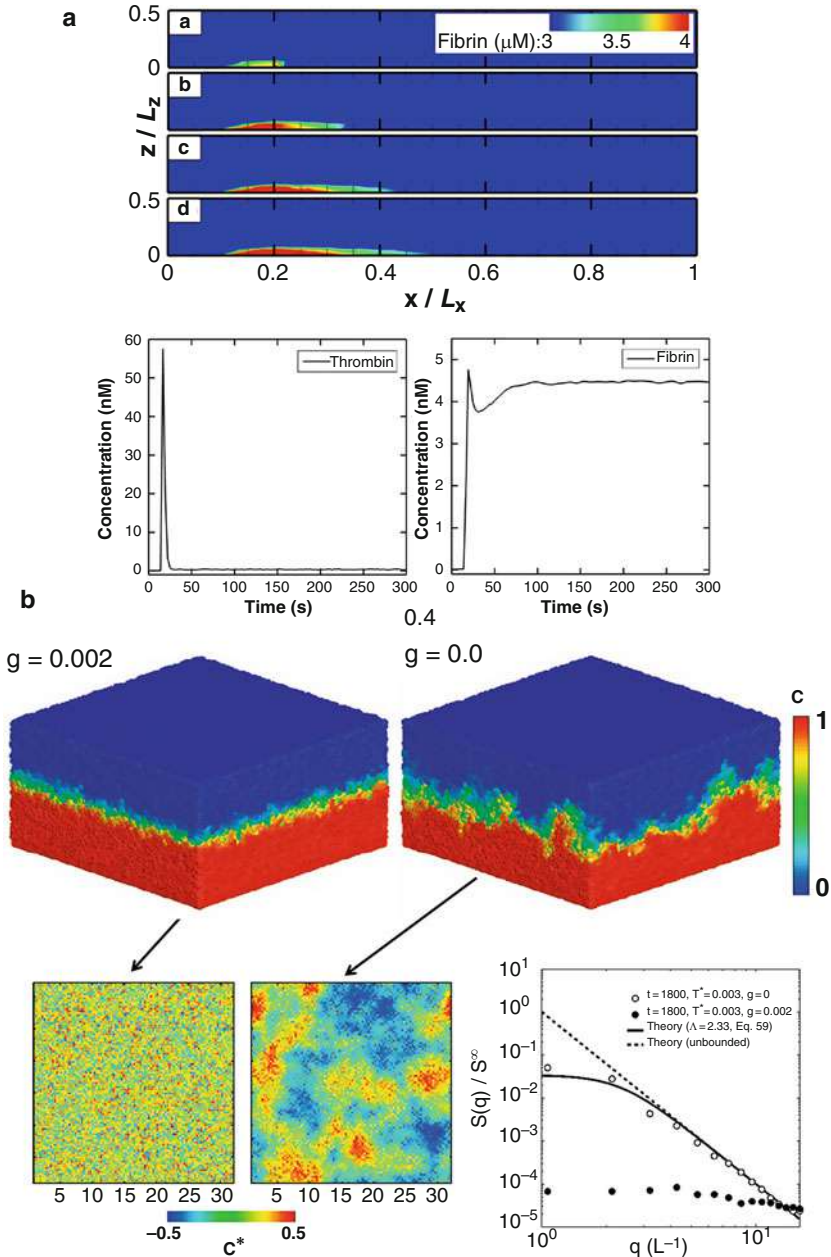 a
0.5
a
Fibrin (μM):3 3.5 4
0
b
z / Lz
c
0.5
d
0
0 0.2 0.4 0.6 0.8 1
x / Lx
60
50
40
30
20
10
0
Concentration (nM)
Thrombin
0 50 100 150 200 250 300
Time (s)
5
4
3
2
1
0
Concentration (nM)
Fibrin
0 50 100 150 200 250 300
Time (s)
b
0.4
g = 0.002
g = 0.0
C
1
0
5 10 15 20 25 30
5 10 15 20 25 30
−0.5 0.5
C*
10¹
10⁰
10⁻¹
10⁻²
10⁻³
10⁻⁴
10⁻⁵
S(q) / S∞
t = 1800, T* = 0.003, g = 0
t = 1800, T* = 0.003, g = 0.002
Theory (Λ = 2.33, Eq. 59)
Theory (unbounded)
10⁰ 10¹
q (L⁻¹)